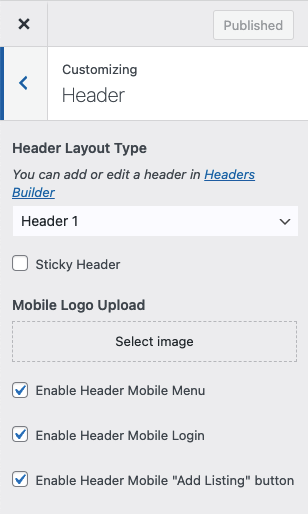 Published
Customizing
Header
Header Layout Type
You can add or edit a header in Headers
Builder
Header 1
Sticky Header
Mobile Logo Upload
Select image
Enable Header Mobile Menu
Enable Header Mobile Login
Enable Header Mobile "Add Listing" button